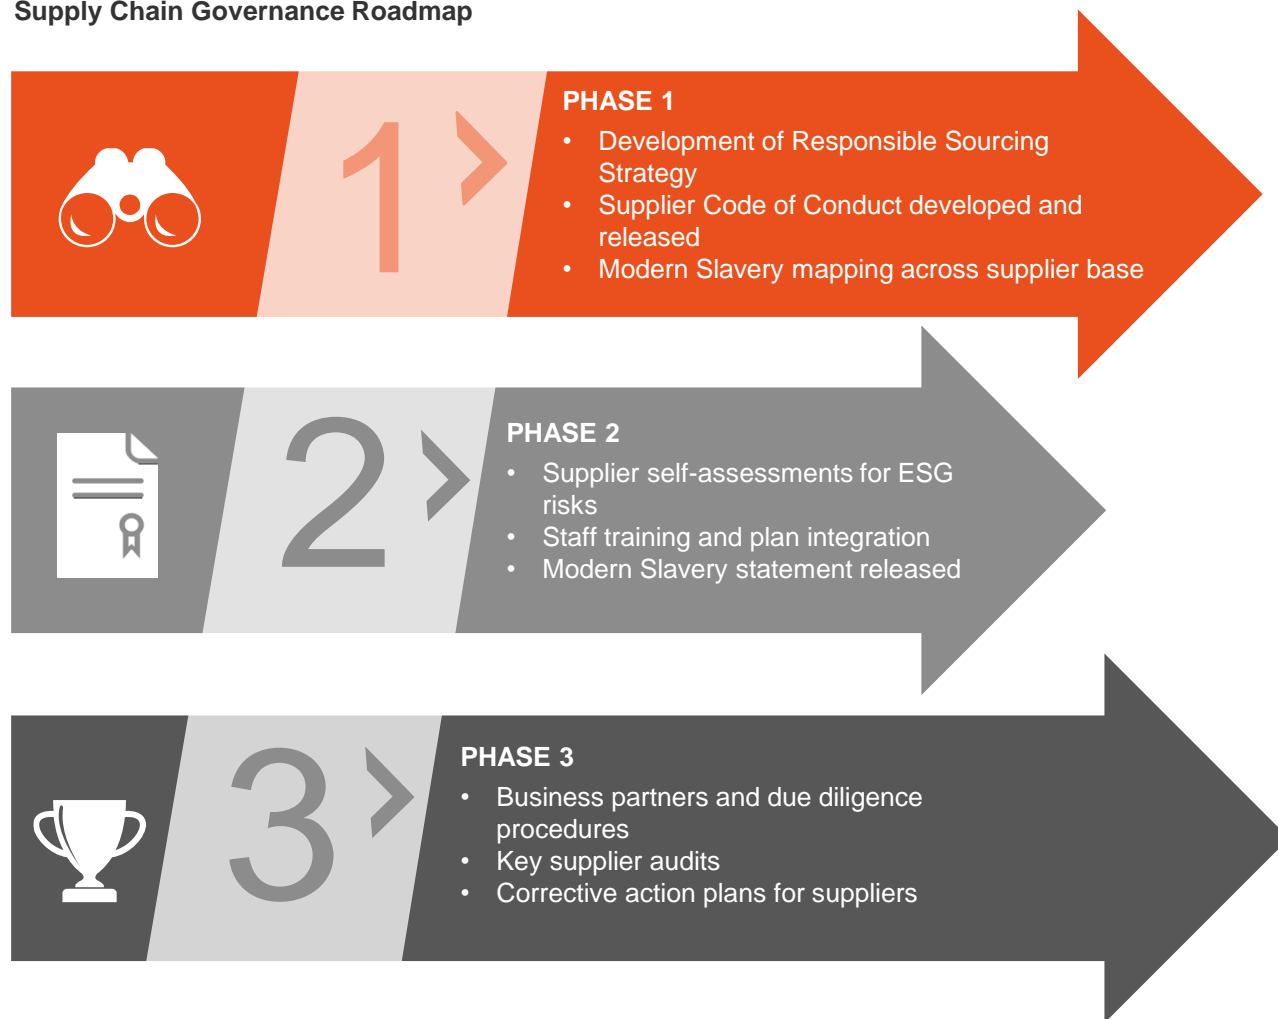 Supply Chain Governance Roadmap
1
PHASE 1
• Development of Responsible Sourcing
Strategy
• Supplier Code of Conduct developed and
released
• Modern Slavery mapping across supplier base
2
PHASE 2
• Supplier self-assessments for ESG
risks
• Staff training and plan integration
• Modern Slavery statement released
3
PHASE 3
• Business partners and due diligence
procedures
• Key supplier audits
• Corrective action plans for suppliers